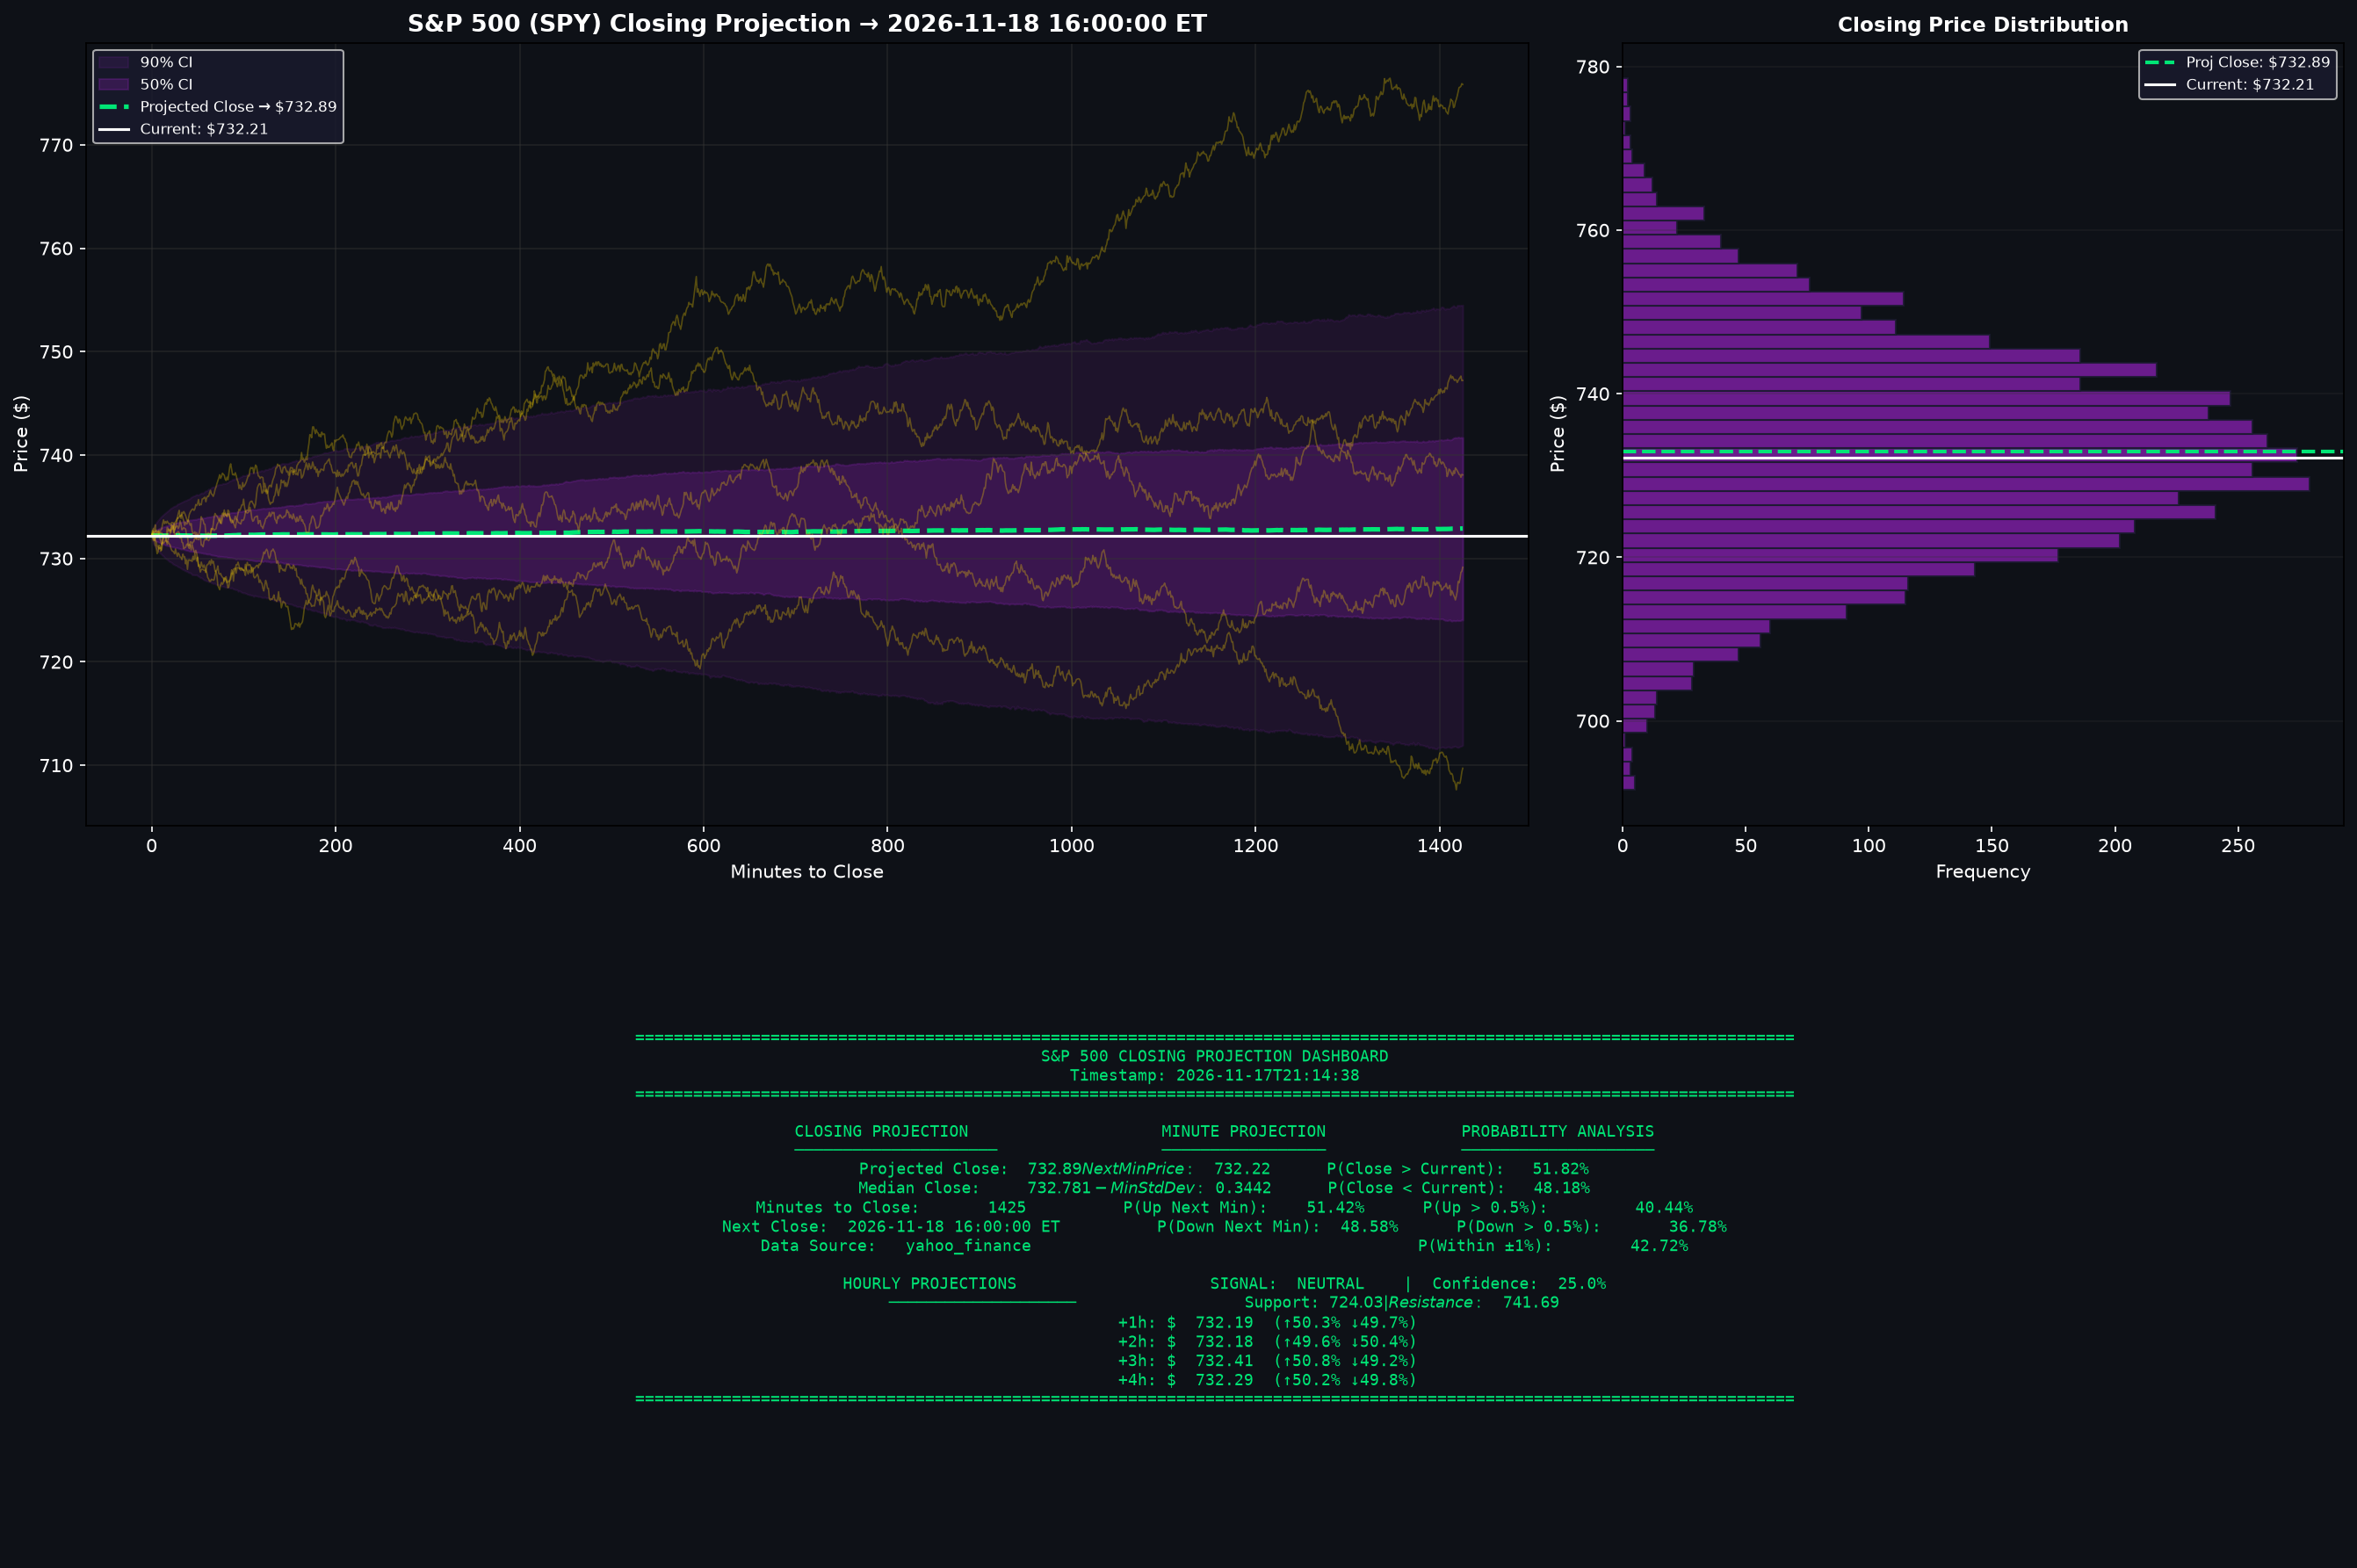 S&P 500 (SPY) Closing Projection → 2026-11-18 16:00:00 ET
90% CI
50% CI
Projected Close → $732.89
Current: $732.21
Price ($)
770
760
750
740
730
720
710
0 200 400 600 800 1000 1200 1400
Minutes to Close
Closing Price Distribution
Proj Close: $732.89
Current: $732.21
Price ($)
780
760
740
720
700
0 50 100 150 200 250
Frequency
========================================================================================================================
S&P 500 CLOSING PROJECTION DASHBOARD
Timestamp: 2026-11-17T21:14:38
========================================================================================================================
CLOSING PROJECTION MINUTE PROJECTION PROBABILITY ANALYSIS
───────────────────── ───────────────── ────────────────────
Projected Close: 732.89NextMinPrice: 732.22 P(Close > Current): 51.82%
Median Close: 732.781-MinStdDev: 0.3442 P(Close < Current): 48.18%
Minutes to Close: 1425 P(Up Next Min): 51.42% P(Up > 0.5%): 40.44%
Next Close: 2026-11-18 16:00:00 ET P(Down Next Min): 48.58% P(Down > 0.5%): 36.78%
Data Source: yahoo_finance P(Within ±1%): 42.72%
HOURLY PROJECTIONS SIGNAL: NEUTRAL | Confidence: 25.0%
─────────────────── Support: 724.03|Resistance: 741.69
+1h: $ 732.19 (↑50.3% ↓49.7%)
+2h: $ 732.18 (↑49.6% ↓50.4%)
+3h: $ 732.41 (↑50.8% ↓49.2%)
+4h: $ 732.29 (↑50.2% ↓49.8%)
========================================================================================================================